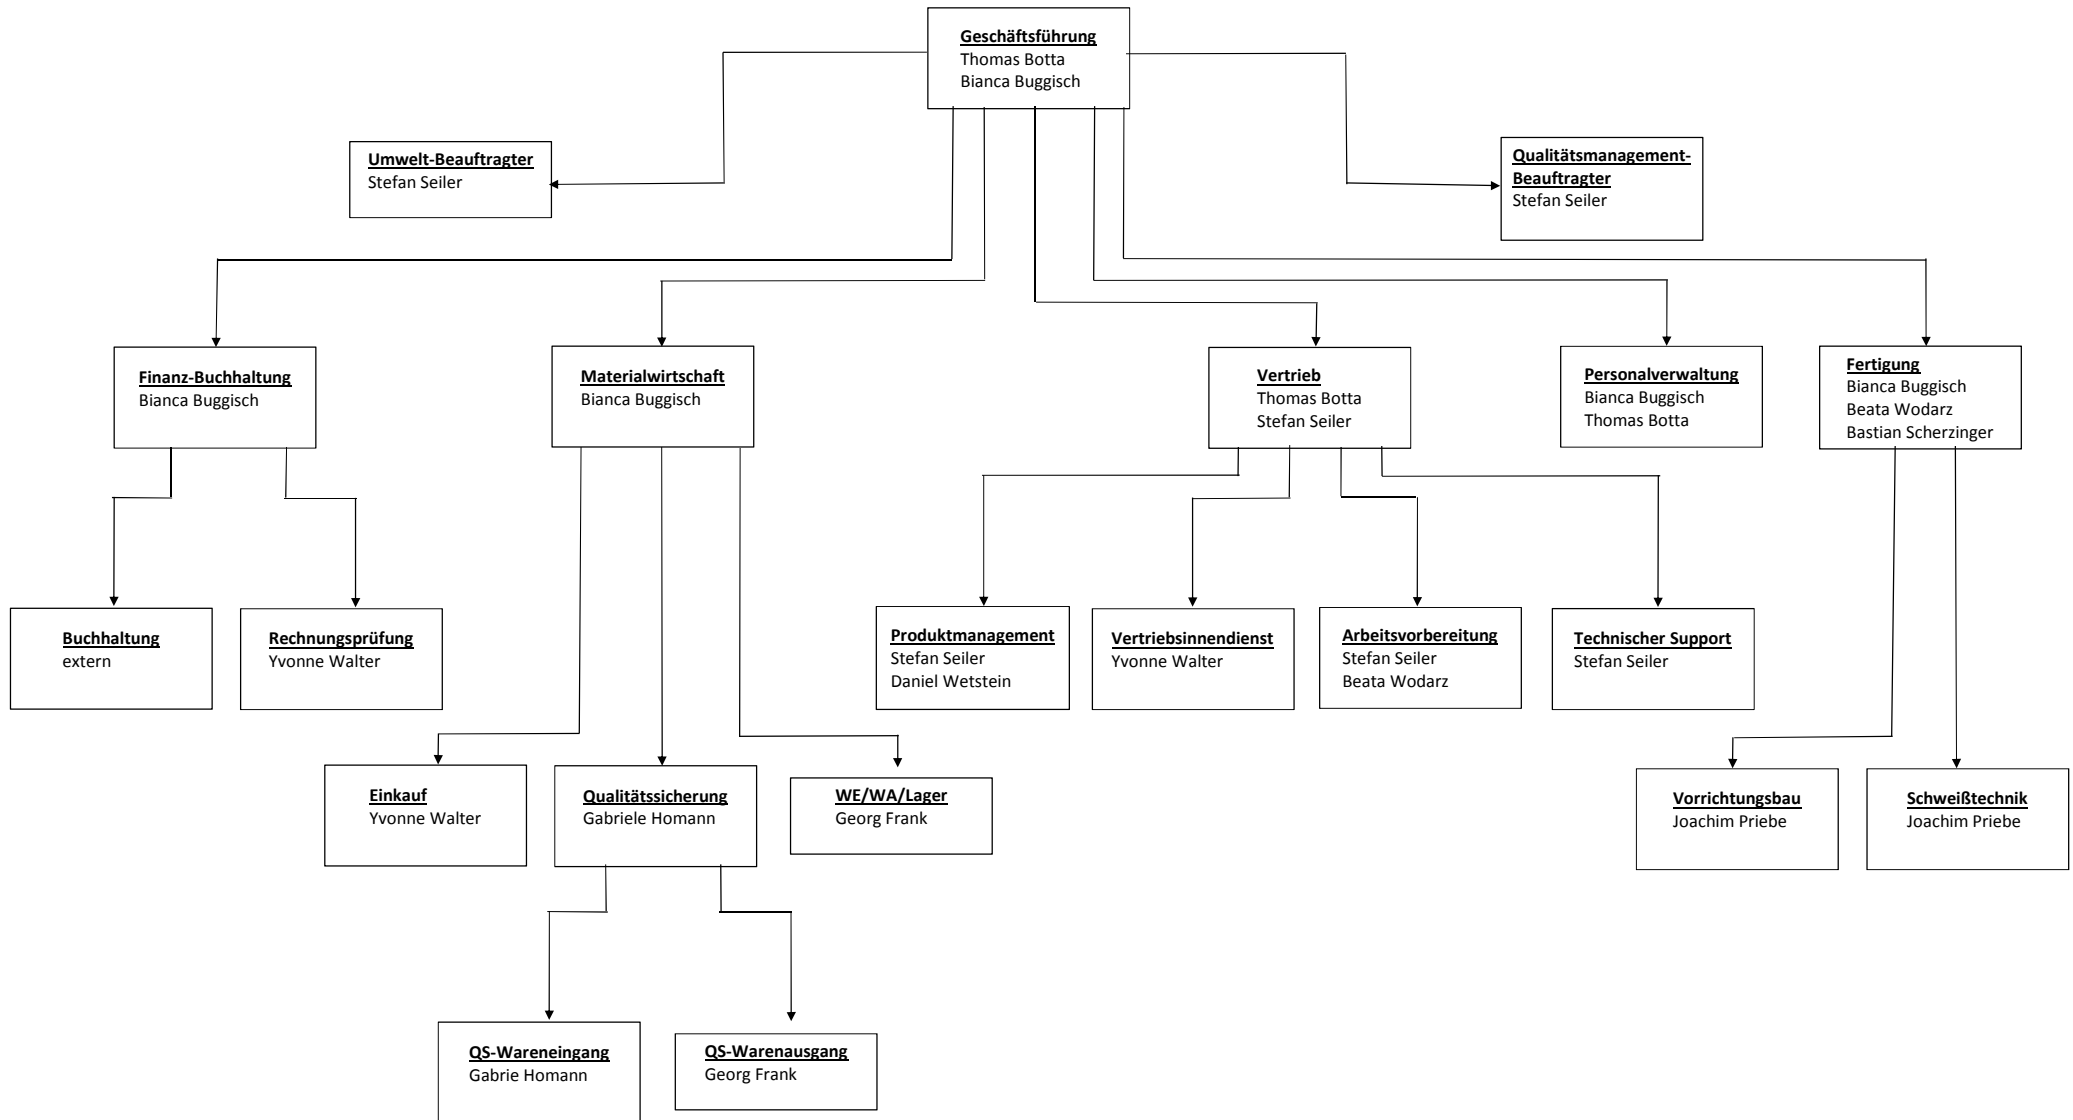 Geschäftsführung
Thomas Botta
Bianca Buggisch
Umwelt-Beauftragter
Stefan Seiler
Qualitätsmanagement-
Beauftragter
Stefan Seiler
Finanz-Buchhaltung
Bianca Buggisch
Materialwirtschaft
Bianca Buggisch
Vertrieb
Thomas Botta
Stefan Seiler
Personalverwaltung
Bianca Buggisch
Thomas Botta
Fertigung
Bianca Buggisch
Beata Wodarz
Bastian Scherzinger
Buchhaltung
extern
Rechnungsprüfung
Yvonne Walter
Produktmanagement
Stefan Seiler
Daniel Wetstein
Vertriebsinnendienst
Yvonne Walter
Arbeitsvorbereitung
Stefan Seiler
Beata Wodarz
Technischer Support
Stefan Seiler
Einkauf
Yvonne Walter
Qualitätssicherung
Gabriele Homann
WE/WA/Lager
Georg Frank
Vorrichtungsbau
Joachim Priebe
Schweißtechnik
Joachim Priebe
QS-Wareneingang
Gabrie Homann
QS-Warenausgang
Georg Frank